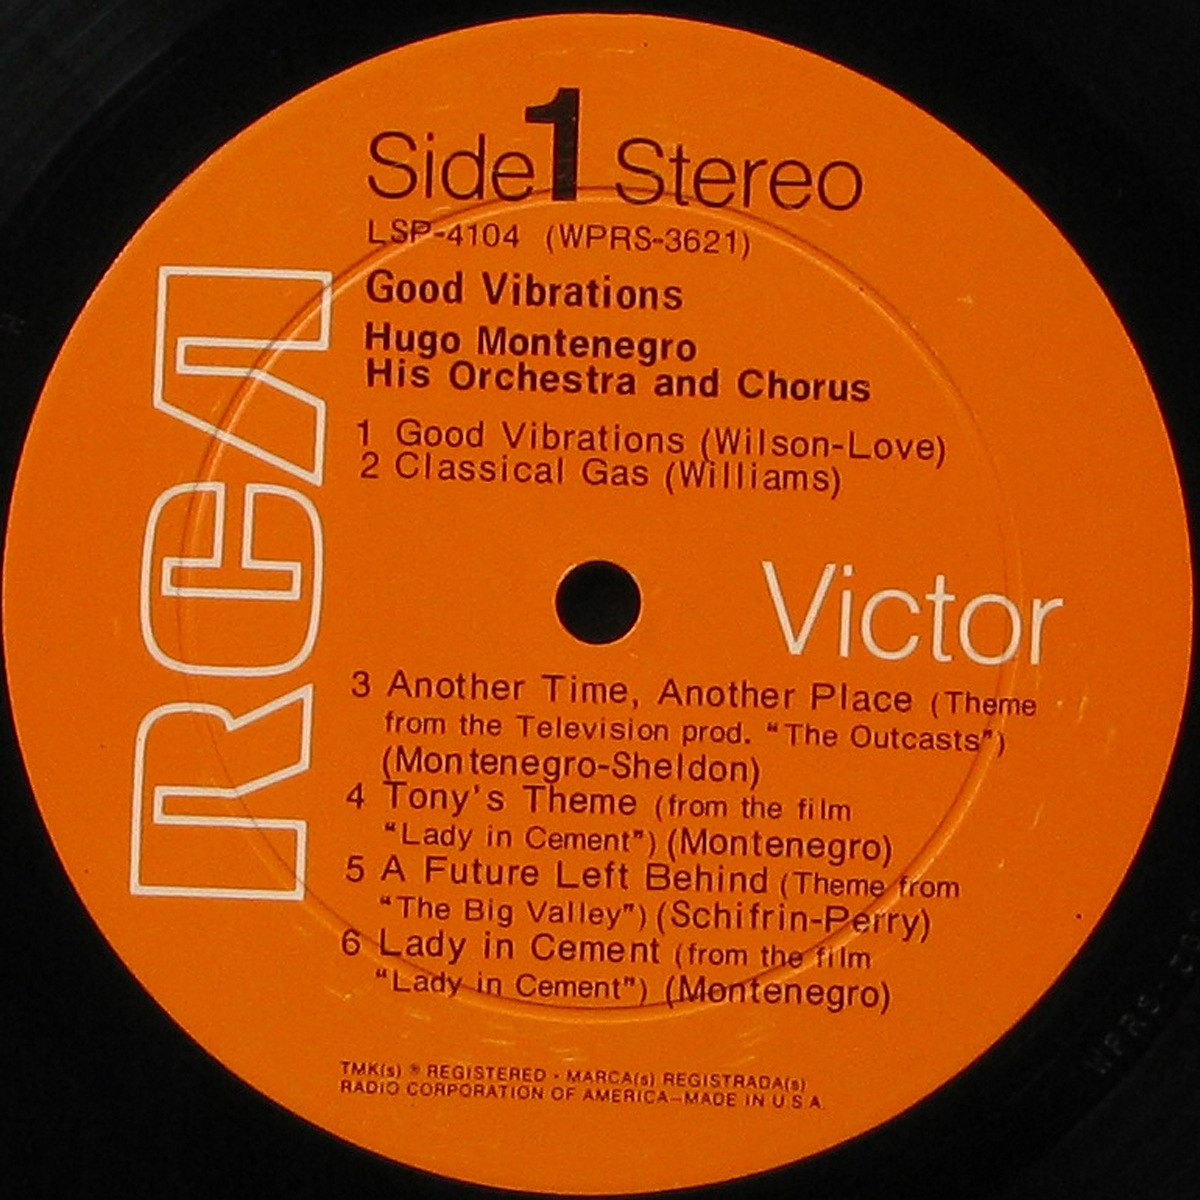 Side 1 Stereo
LSP-4104 (WPRS-3621)
Good Vibrations
Hugo Montenegro
His Orchestra and Chorus
1 Good Vibrations (Wilson-Love)
2 Classical Gas (Williams)
RCA
Victor
3 Another Time, Another Place (Theme
from the Television prod. "The Outcasts")
(Montenegro-Sheldon)
4 Tony's Theme (from the film
"Lady in Cement") (Montenegro)
5 A Future Left Behind (Theme from
"The Big Valley") (Schifrin-Perry)
6 Lady in Cement (from the film
"Lady in Cement") (Montenegro)
TMK(s) ® REGISTERED • MARCA(s) REGISTRADA(s)
RADIO CORPORATION OF AMERICA—MADE IN U S A